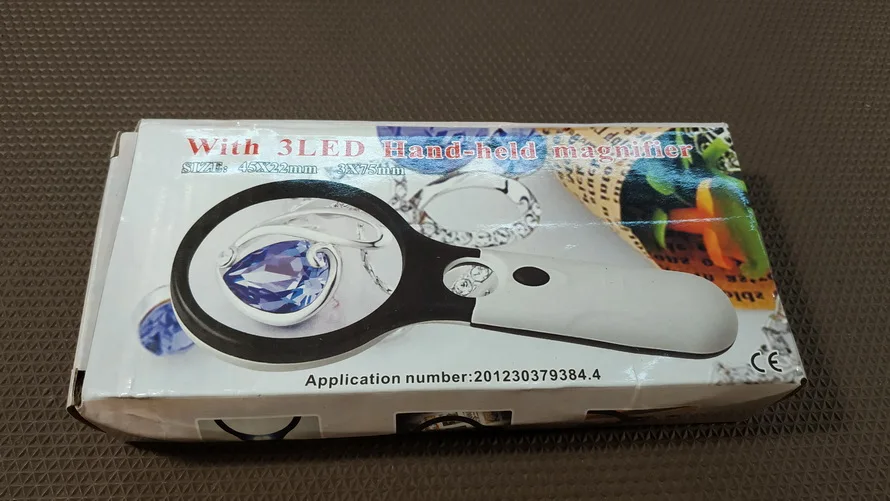 With 3LED Hand-held magnifier
SIZE: 45X22mm 3X75mm
Application number:201230379384.4
CE